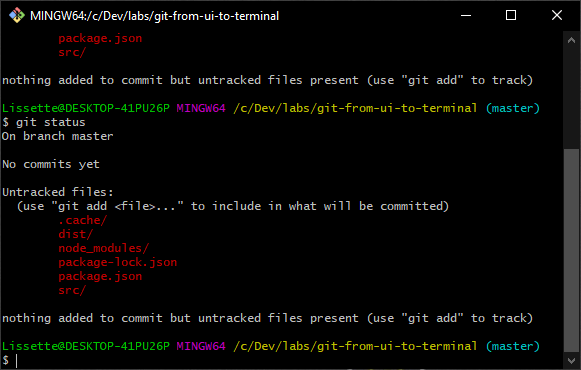 MINGW64:/c/Dev/labs/git-from-ui-to-terminal
package.json
src/
nothing added to commit but untracked files present (use "git add" to track)
Lissette@DESKTOP-41PU26P MINGW64 /c/Dev/labs/git-from-ui-to-terminal (master)
$ git status
On branch master
No commits yet
Untracked files:
(use "git add <file>..." to include in what will be committed)
.cache/
dist/
node_modules/
package-lock.json
package.json
src/
nothing added to commit but untracked files present (use "git add" to track)
Lissette@DESKTOP-41PU26P MINGW64 /c/Dev/labs/git-from-ui-to-terminal (master)
$